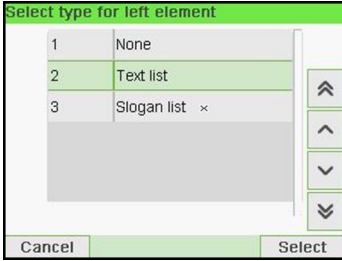 Select type for left element
1 None
2 Text list
3 Slogan list ×
Cancel Select